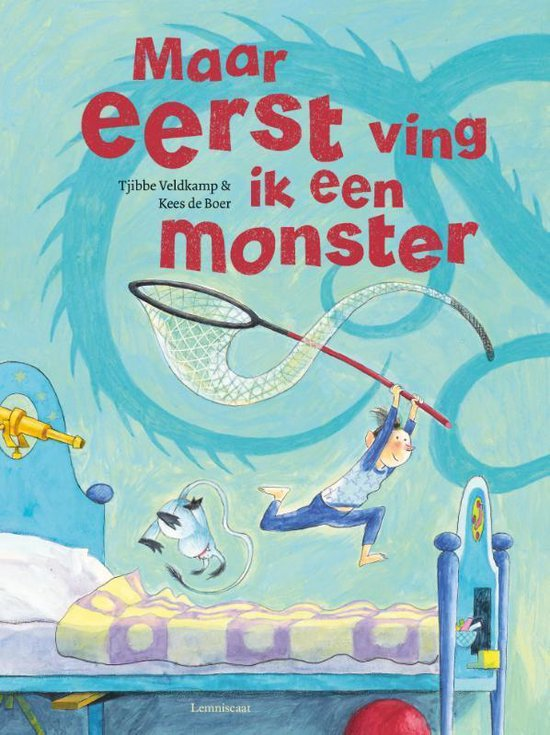 Maar
eerst ving
ik een
monster
Tjibbe Veldkamp &
Kees de Boer
Lemniscaat